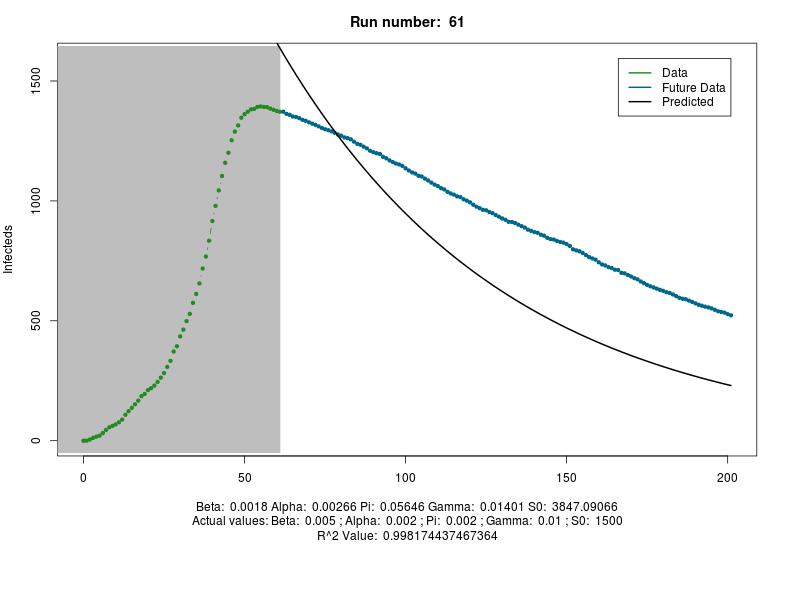 Run number: 61
Data
Future Data
Predicted
Infecteds
1500
1000
500
0
0 50 100 150 200
Beta: 0.0018 Alpha: 0.00266 Pi: 0.05646 Gamma: 0.01401 S0: 3847.09066
Actual values: Beta: 0.005 ; Alpha: 0.002 ; Pi: 0.002 ; Gamma: 0.01 ; S0: 1500
R^2 Value: 0.998174437467364